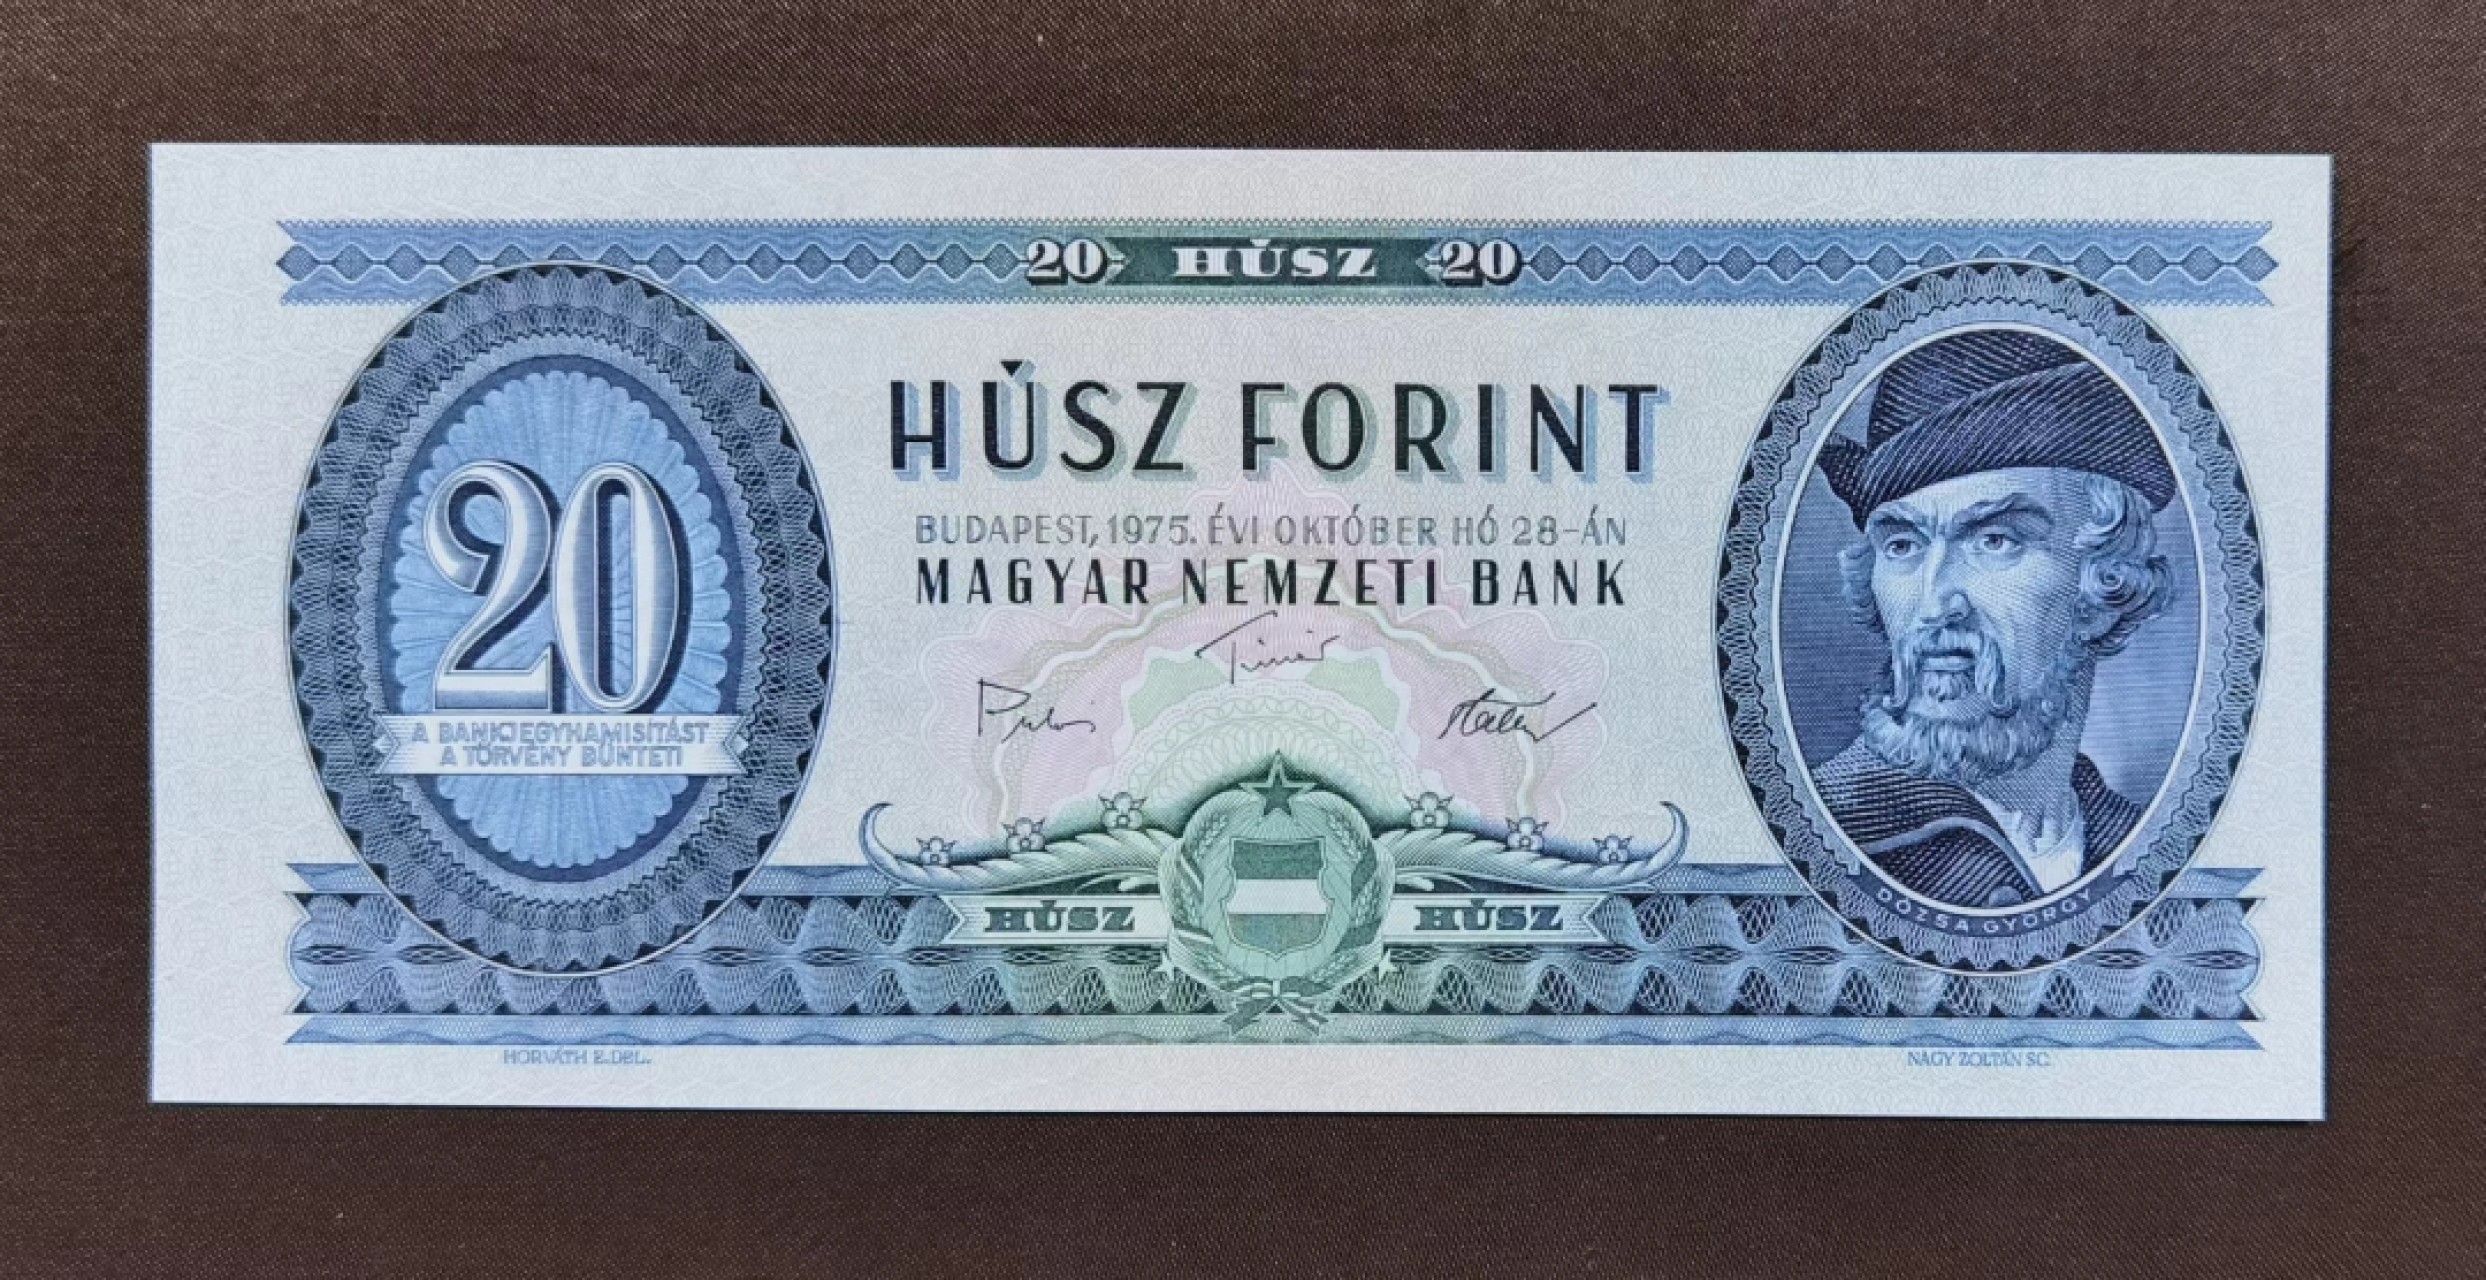 20 HÚSZ 20
HÚSZ FORINT
BUDAPEST, 1975. ÉVI OKTÓBER HÓ 28-ÁN
MAGYAR NEMZETI BANK
20
A BANKJEGYHAMISÍTÁST
A TÖRVÉNY BÜNTETI
HÚSZ HÚSZ
DÓZSA GYÖRGY
HORVÁTH E. DEL.
NAGY ZOLTÁN SC.